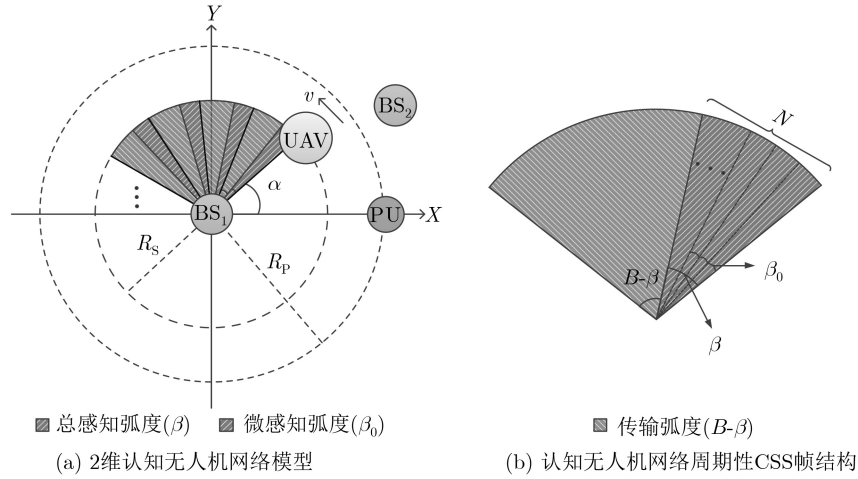 Y
v
BS₂
UAV
N
α
BS₁
PU
X
R_S
R_P
B-β
β₀
β
总感知弧度(β)
微感知弧度(β₀)
传输弧度(B-β)
(a) 2维认知无人机网络模型
(b) 认知无人机网络周期性CSS帧结构